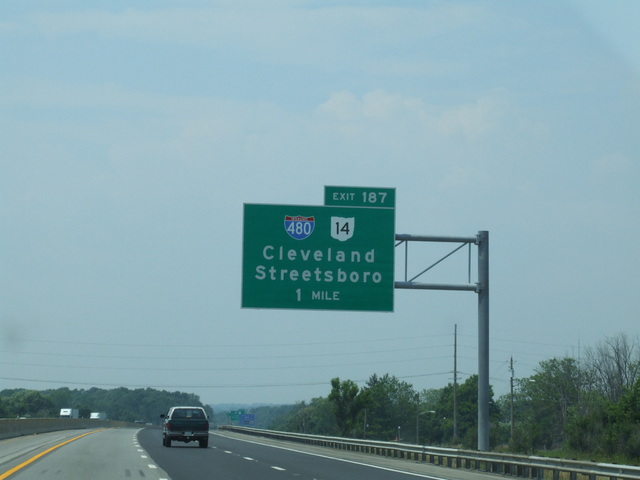 EXIT 187
480 14
Cleveland
Streetsboro
1 MILE